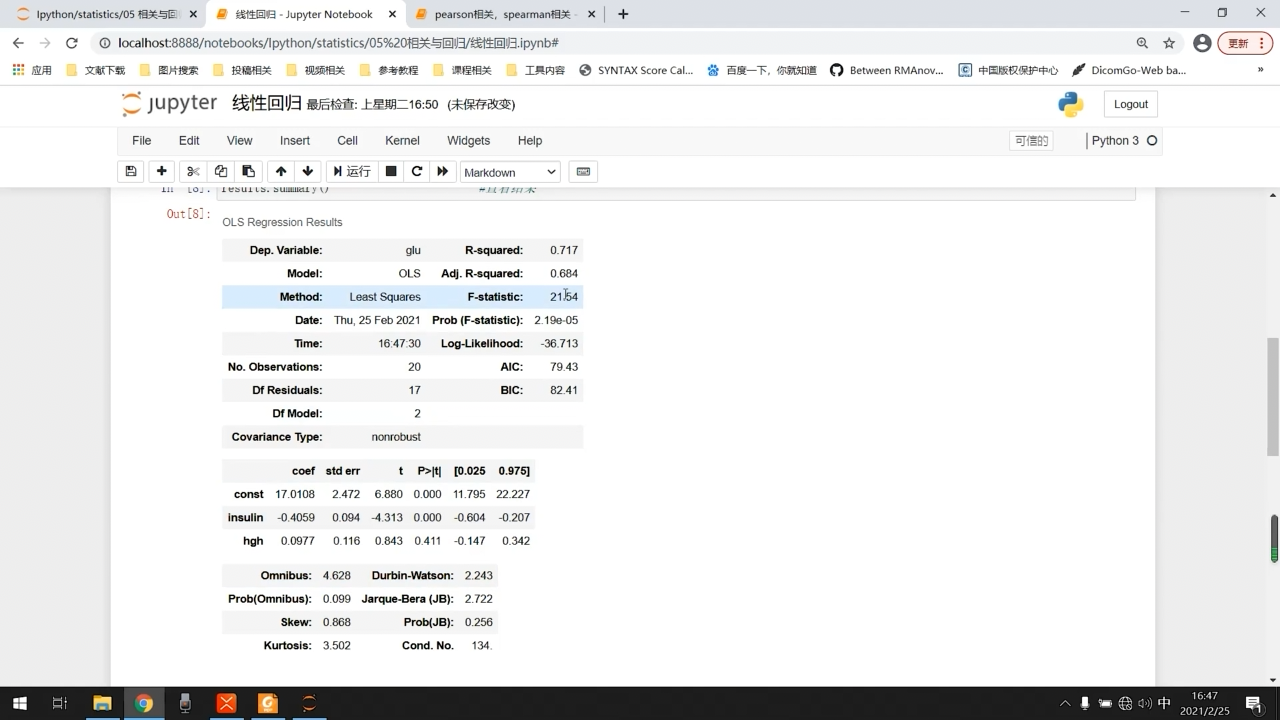 Ipython/statistics/05 相关与回
线性回归 - Jupyter Notebook
pearson相关，spearman相关 -
localhost:8888/notebooks/Ipython/statistics/05%20相关与回归/线性回归.ipynb#
更新
应用 文献下载 图片搜索 投稿相关 视频相关 参考教程 课程相关 工具内容 SYNTAX Score Cal... 百度一下，你就知道 Between RMAnov... 中国版权保护中心 DicomGo-Web ba... »
jupyter 线性回归 最后检查: 上星期二16:50 (未保存改变) Logout
File Edit View Insert Cell Kernel Widgets Help 可信的 Python 3
运行 Markdown
In [8]: results.summary() #查看结果
Out[8]:
OLS Regression Results
Dep. Variable: glu R-squared: 0.717
Model: OLS Adj. R-squared: 0.684
Method: Least Squares F-statistic: 21.54
Date: Thu, 25 Feb 2021 Prob (F-statistic): 2.19e-05
Time: 16:47:30 Log-Likelihood: -36.713
No. Observations: 20 AIC: 79.43
Df Residuals: 17 BIC: 82.41
Df Model: 2
Covariance Type: nonrobust
coef std err t P>|t| [0.025 0.975]
const 17.0108 2.472 6.880 0.000 11.795 22.227
insulin -0.4059 0.094 -4.313 0.000 -0.604 -0.207
hgh 0.0977 0.116 0.843 0.411 -0.147 0.342
Omnibus: 4.628 Durbin-Watson: 2.243
Prob(Omnibus): 0.099 Jarque-Bera (JB): 2.722
Skew: 0.868 Prob(JB): 0.256
Kurtosis: 3.502 Cond. No. 134.
中
16:47
2021/2/25